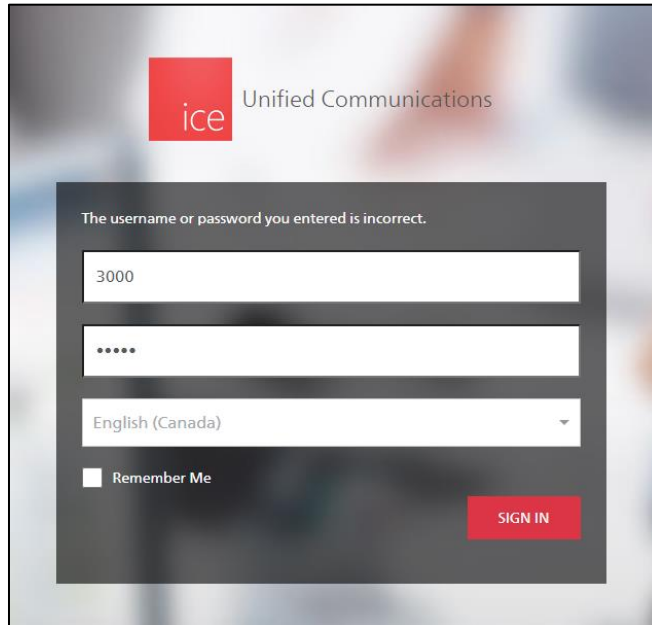 ice
Unified Communications
The username or password you entered is incorrect.
3000
•••••
English (Canada)
Remember Me
SIGN IN